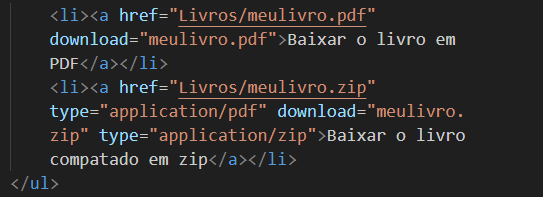 <li><a href="Livros/meulivro.pdf"
download="meulivro.pdf">Baixar o livro em
PDF</a></li>
<li><a href="Livros/meulivro.zip"
type="application/pdf" download="meulivro.
zip" type="application/zip">Baixar o livro
compatado em zip</a></li>
</ul>